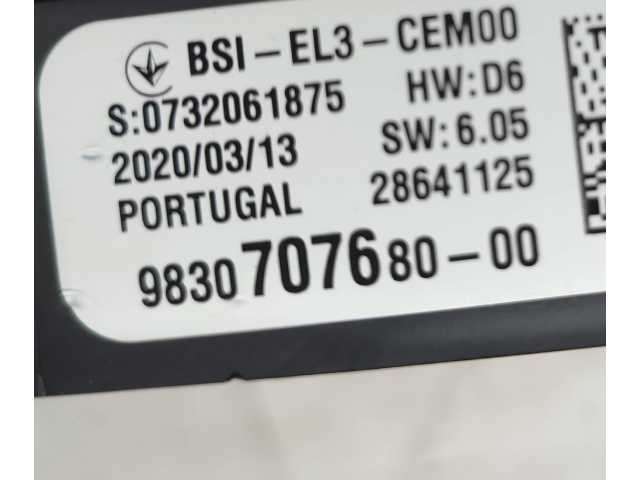 BSI-EL3-CEM00
S:0732061875 HW:D6
2020/03/13 SW:6.05
PORTUGAL 28641125
9830707680-00